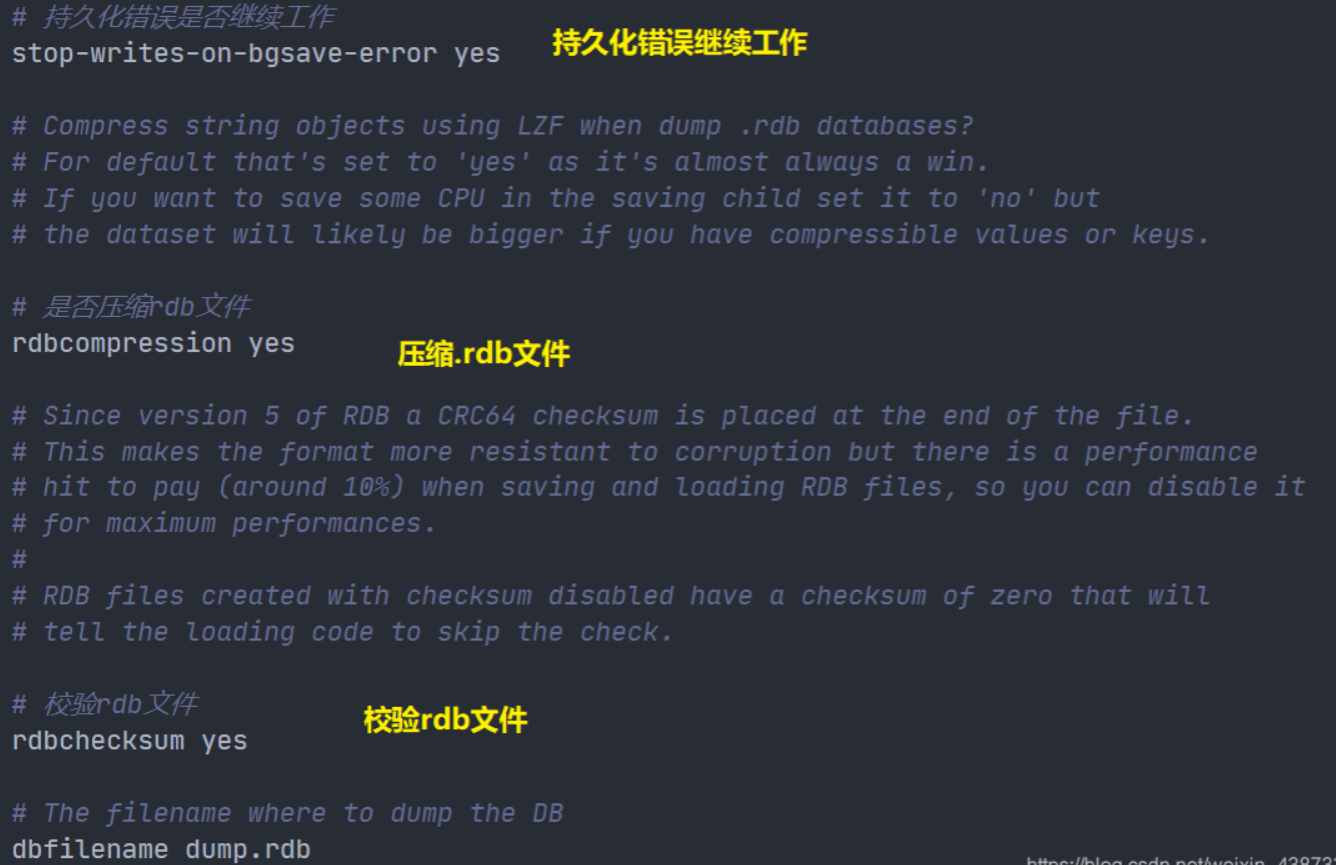 # 持久化错误是否继续工作
stop-writes-on-bgsave-error yes
持久化错误继续工作
# Compress string objects using LZF when dump .rdb databases?
# For default that's set to 'yes' as it's almost always a win.
# If you want to save some CPU in the saving child set it to 'no' but
# the dataset will likely be bigger if you have compressible values or keys.
# 是否压缩rdb文件
rdbcompression yes
压缩.rdb文件
# Since version 5 of RDB a CRC64 checksum is placed at the end of the file.
# This makes the format more resistant to corruption but there is a performance
# hit to pay (around 10%) when saving and loading RDB files, so you can disable it
# for maximum performances.
#
# RDB files created with checksum disabled have a checksum of zero that will
# tell the loading code to skip the check.
# 校验rdb文件
rdbchecksum yes
校验rdb文件
# The filename where to dump the DB
dbfilename dump.rdb